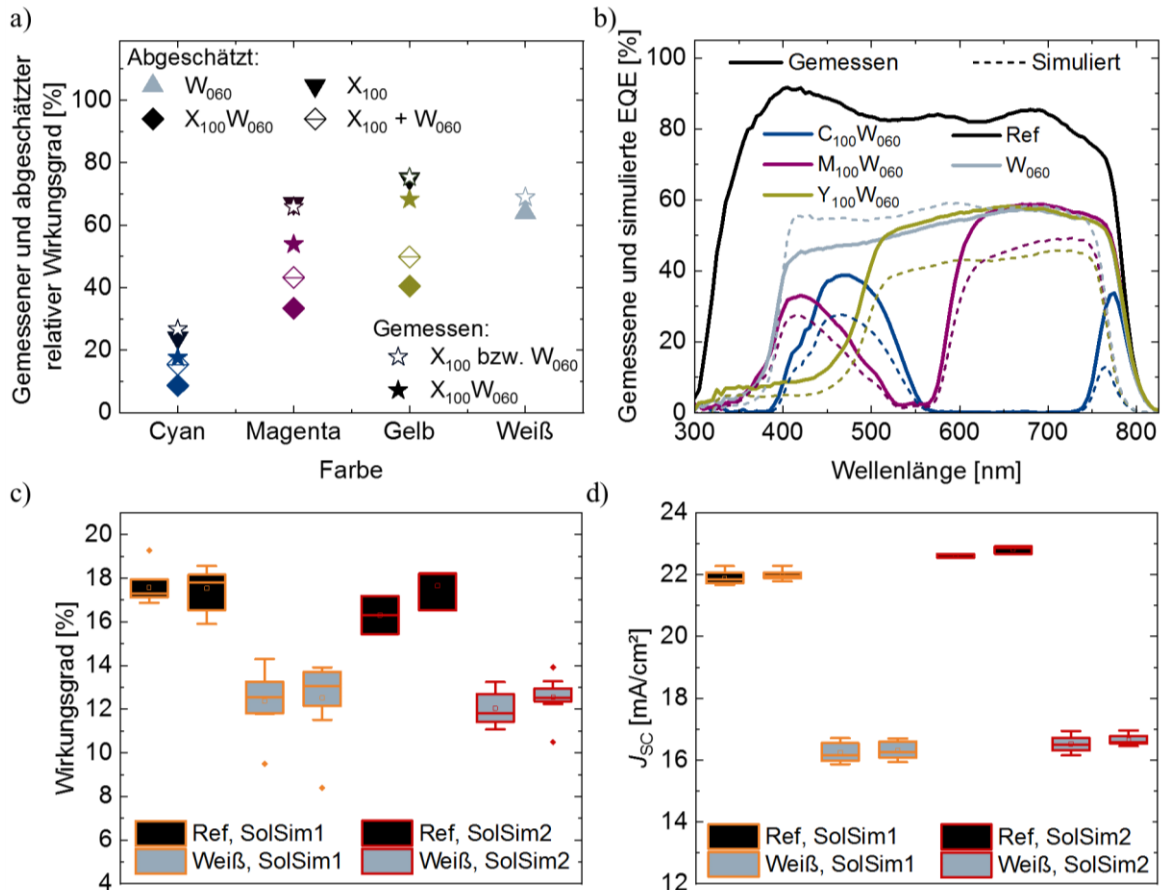 a)
Gemessener und abgeschätzter
relativer Wirkungsgrad [%]
100
80
60
40
20
0
Abgeschätzt:
W₀₆₀
X₁₀₀
X₁₀₀W₀₆₀
X₁₀₀ + W₀₆₀
Gemessen:
X₁₀₀ bzw. W₀₆₀
X₁₀₀W₀₆₀
Cyan Magenta Gelb Weiß
Farbe
b)
Gemessene und simulierte EQE [%]
100
80
60
40
20
0
Gemessen
Simuliert
C₁₀₀W₀₆₀
Ref
M₁₀₀W₀₆₀
W₀₆₀
Y₁₀₀W₀₆₀
300 400 500 600 700 800
Wellenlänge [nm]
c)
Wirkungsgrad [%]
20
18
16
14
12
10
8
6
4
Ref, SolSim1
Ref, SolSim2
Weiß, SolSim1
Weiß, SolSim2
d)
J_SC [mA/cm²]
24
22
20
18
16
14
12
Ref, SolSim1
Ref, SolSim2
Weiß, SolSim1
Weiß, SolSim2